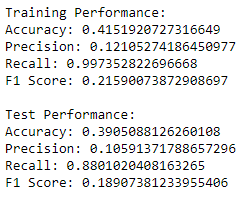 Training Performance:
Accuracy: 0.4151920727316649
Precision: 0.12105274186450977
Recall: 0.997352822696668
F1 Score: 0.21590073872908697

Test Performance:
Accuracy: 0.3905088126260108
Precision: 0.10591371788657296
Recall: 0.8801020408163265
F1 Score: 0.18907381233955406